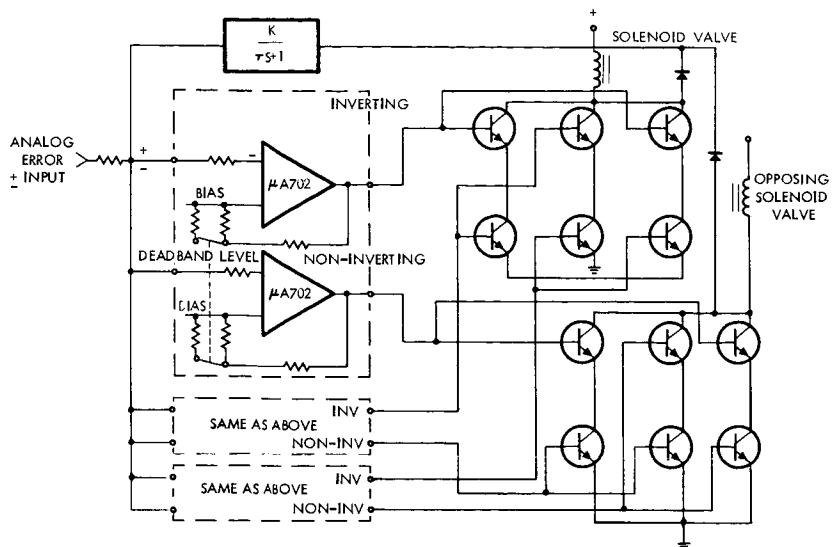 K
τS+1
+
SOLENOID VALVE
INVERTING
ANALOG
ERROR
INPUT
+
−
+
−
−
μA702
BIAS
OPPOSING
SOLENOID
VALVE
DEADBAND LEVEL
NON-INVERTING
μA702
BIAS
SAME AS ABOVE
INV
NON-INV
SAME AS ABOVE
INV
NON-INV